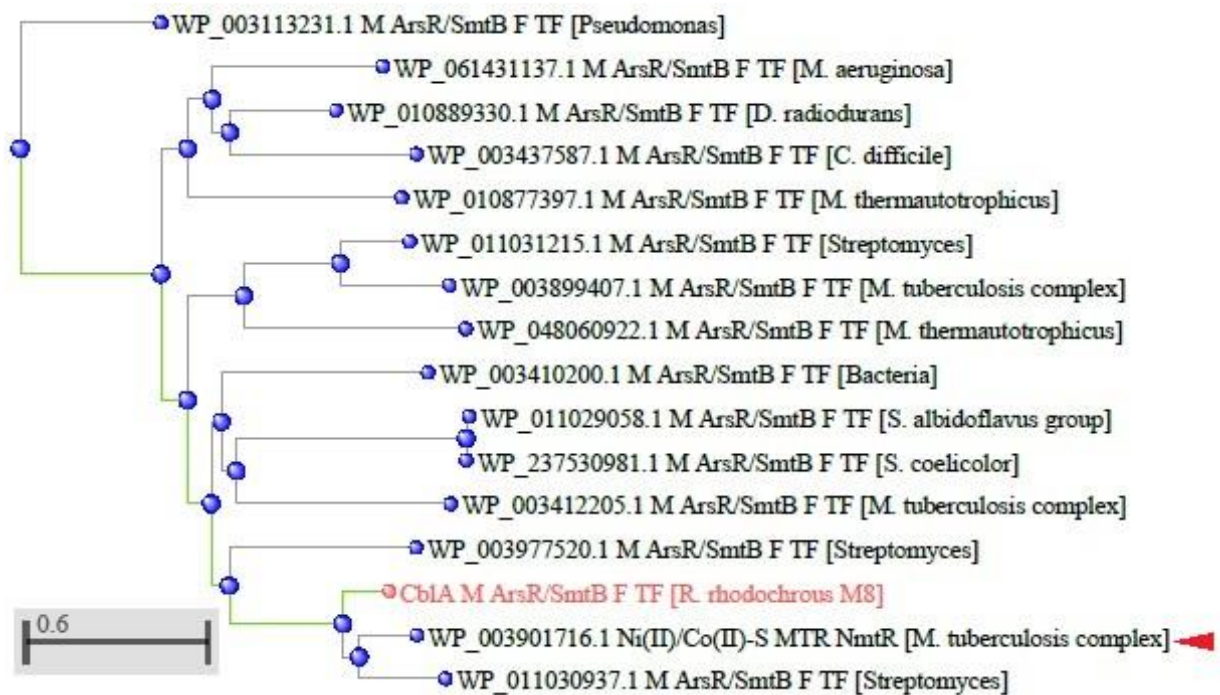 WP_003113231.1 M ArsR/SmtB F TF [Pseudomonas]
WP_061431137.1 M ArsR/SmtB F TF [M. aeruginosa]
WP_010889330.1 M ArsR/SmtB F TF [D. radiodurans]
WP_003437587.1 M ArsR/SmtB F TF [C. difficile]
WP_010877397.1 M ArsR/SmtB F TF [M. thermautotrophicus]
WP_011031215.1 M ArsR/SmtB F TF [Streptomyces]
WP_003899407.1 M ArsR/SmtB F TF [M. tuberculosis complex]
WP_048060922.1 M ArsR/SmtB F TF [M. thermautotrophicus]
WP_003410200.1 M ArsR/SmtB F TF [Bacteria]
WP_011029058.1 M ArsR/SmtB F TF [S. albidoflavus group]
WP_237530981.1 M ArsR/SmtB F TF [S. coelicolor]
WP_003412205.1 M ArsR/SmtB F TF [M. tuberculosis complex]
WP_003977520.1 M ArsR/SmtB F TF [Streptomyces]
CblA M ArsR/SmtB F TF [R. rhodochrous M8]
0.6
WP_003901716.1 Ni(II)/Co(II)-S MTR NmtR [M. tuberculosis complex]
WP_011030937.1 M ArsR/SmtB F TF [Streptomyces]